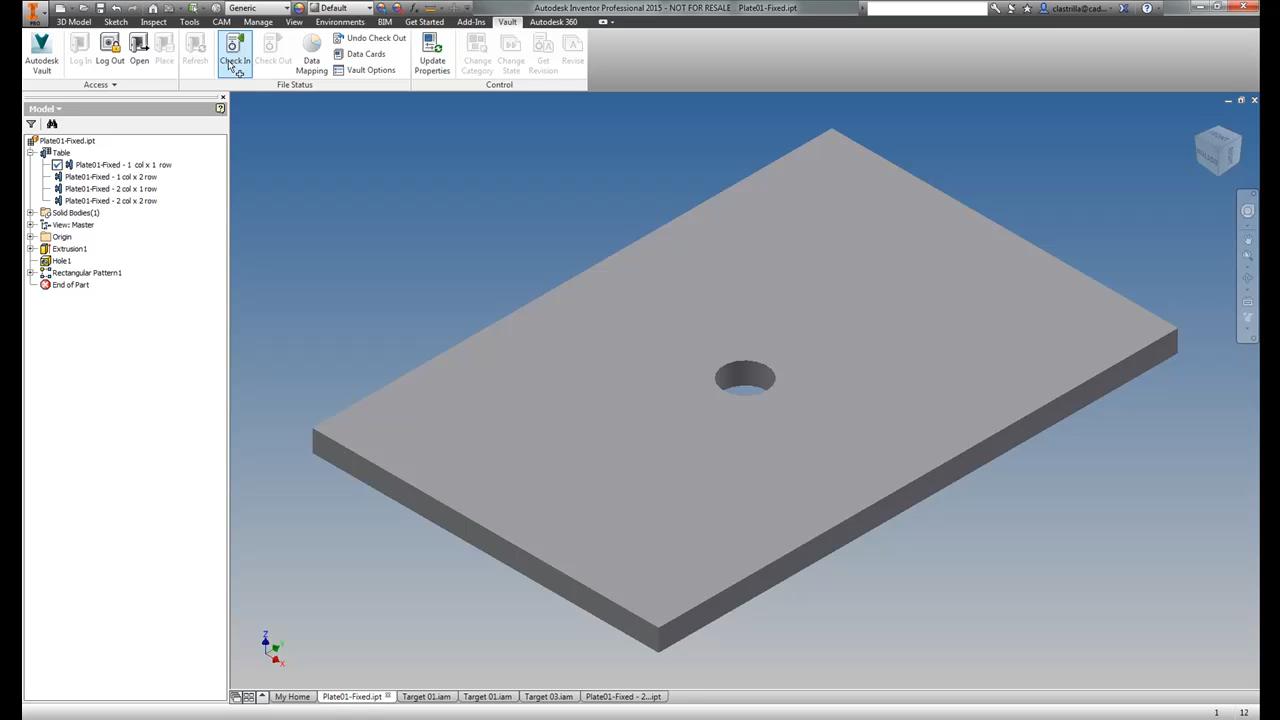 Generic
Default
Autodesk Inventor Professional 2015 - NOT FOR RESALE Plate01-Fixed.ipt
clastrilla@cad...
PRO
3D Model
Sketch
Inspect
Tools
CAM
Manage
View
Environments
BIM
Get Started
Add-Ins
Vault
Autodesk 360
Autodesk Vault
Log In
Log Out
Open
Place
Refresh
Check In
Check Out
Data Mapping
Undo Check Out
Data Cards
Vault Options
Update Properties
Change Category
Change State
Get Revision
Revise
Access
File Status
Control
Model
Plate01-Fixed.ipt
Table
Plate01-Fixed - 1 col x 1 row
Plate01-Fixed - 1 col x 2 row
Plate01-Fixed - 2 col x 1 row
Plate01-Fixed - 2 col x 2 row
Solid Bodies(1)
View: Master
Origin
Extrusion1
Hole1
Rectangular Pattern1
End of Part
FRONT
Z
Y
X
My Home
Plate01-Fixed.ipt
Target 01.iam
Target 01.iam
Target 03.iam
Plate01-Fixed - 2...ipt
1
12